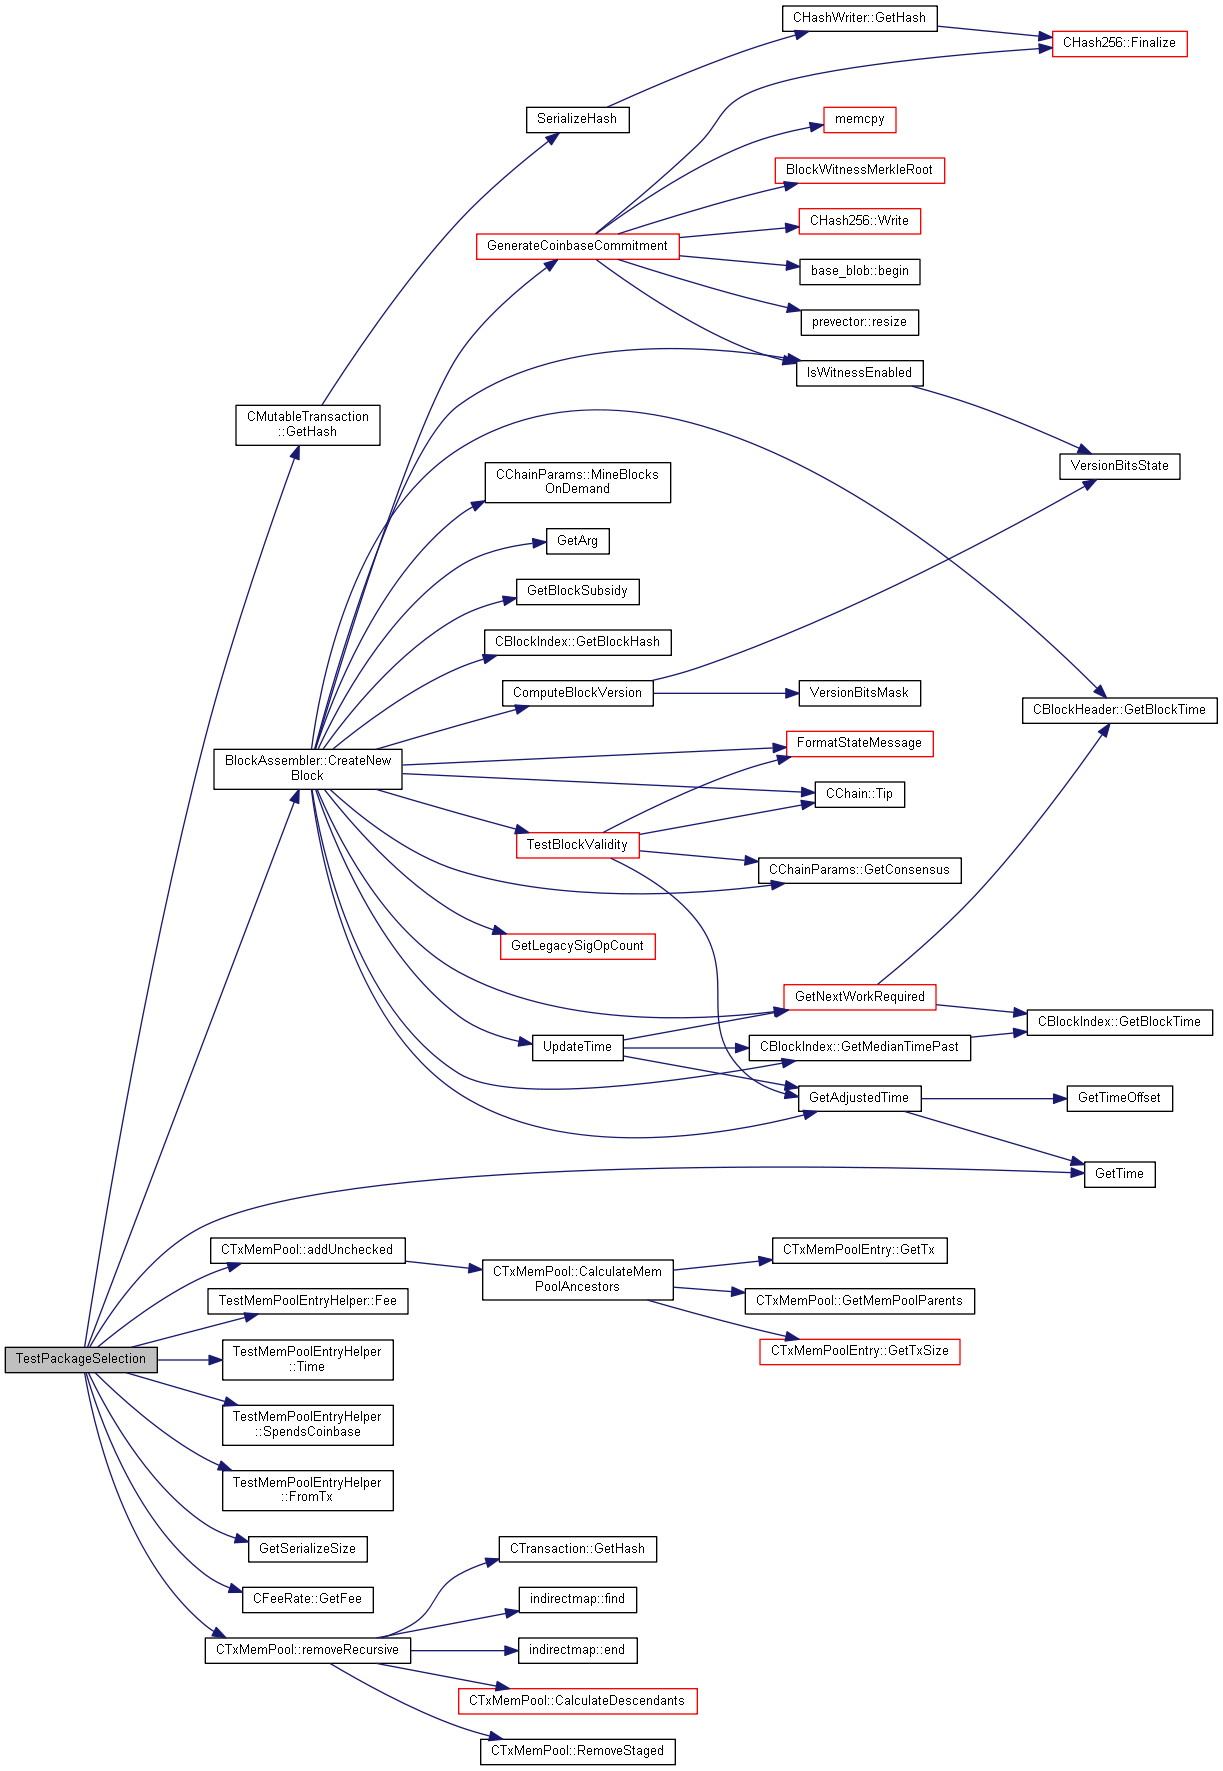 CHashWriter::GetHash
CHash256::Finalize
SerializeHash
memcpy
BlockWitnessMerkleRoot
CHash256::Write
GenerateCoinbaseCommitment
base_blob::begin
prevector::resize
IsWitnessEnabled
CMutableTransaction
::GetHash
VersionBitsState
CChainParams::MineBlocks
OnDemand
GetArg
GetBlockSubsidy
CBlockIndex::GetBlockHash
ComputeBlockVersion
VersionBitsMask
CBlockHeader::GetBlockTime
FormatStateMessage
BlockAssembler::CreateNew
Block
CChain::Tip
TestBlockValidity
CChainParams::GetConsensus
GetLegacySigOpCount
GetNextWorkRequired
CBlockIndex::GetBlockTime
UpdateTime
CBlockIndex::GetMedianTimePast
GetAdjustedTime
GetTimeOffset
GetTime
CTxMemPool::addUnchecked
CTxMemPoolEntry::GetTx
CTxMemPool::CalculateMem
PoolAncestors
TestMemPoolEntryHelper::Fee
CTxMemPool::GetMemPoolParents
CTxMemPoolEntry::GetTxSize
TestPackageSelection
TestMemPoolEntryHelper
::Time
TestMemPoolEntryHelper
::SpendsCoinbase
TestMemPoolEntryHelper
::FromTx
GetSerializeSize
CTransaction::GetHash
CFeeRate::GetFee
indirectmap::find
CTxMemPool::removeRecursive
indirectmap::end
CTxMemPool::CalculateDescendants
CTxMemPool::RemoveStaged